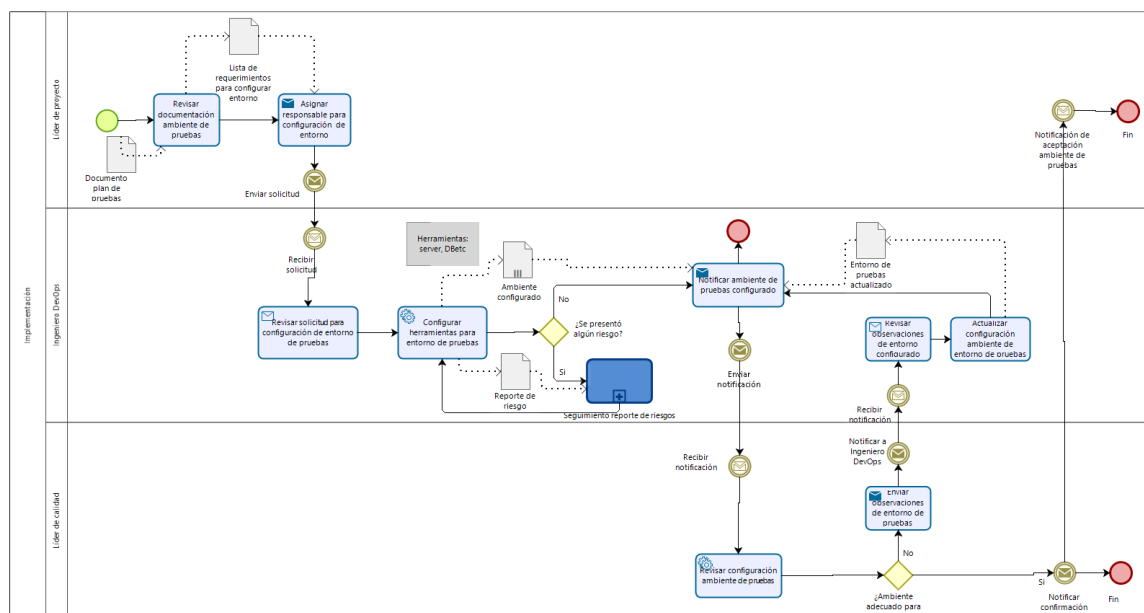 Implementación
Líder de proyecto
Lista de
requerimientos
para configurar
entorno
Revisar
documentación
ambiente de
pruebas
Asignar
responsable para
configuración de
entorno
Documento
plan de
pruebas
Enviar solicitud
Notificación de
aceptación
ambiente de
pruebas
Fin
Ingeniero DevOps
Recibir
solicitud
Herramientas:
server, DBetc
Ambiente
configurado
Notificar ambiente de
pruebas configurado
Entorno de
pruebas
actualizado
Revisar solicitud para
configuración de entorno
de pruebas
Configurar
herramientas para
entorno de pruebas
No
¿Se presentó
algún riesgo?
Si
Reporte de
riesgo
Seguimiento reporte de riesgos
Enviar
notificación
Revisar
observaciones
de entorno
configurado
Actualizar
configuración
ambiente de
entorno de pruebas
Recibir
notificación
Líder de calidad
Recibir
notificación
Notificar a
Ingeniero
DevOps
Enviar
observaciones
de entorno de
pruebas
No
Revisar configuración
ambiente de pruebas
¿Ambiente
adecuado para
Si
Notificar
confirmación
Fin